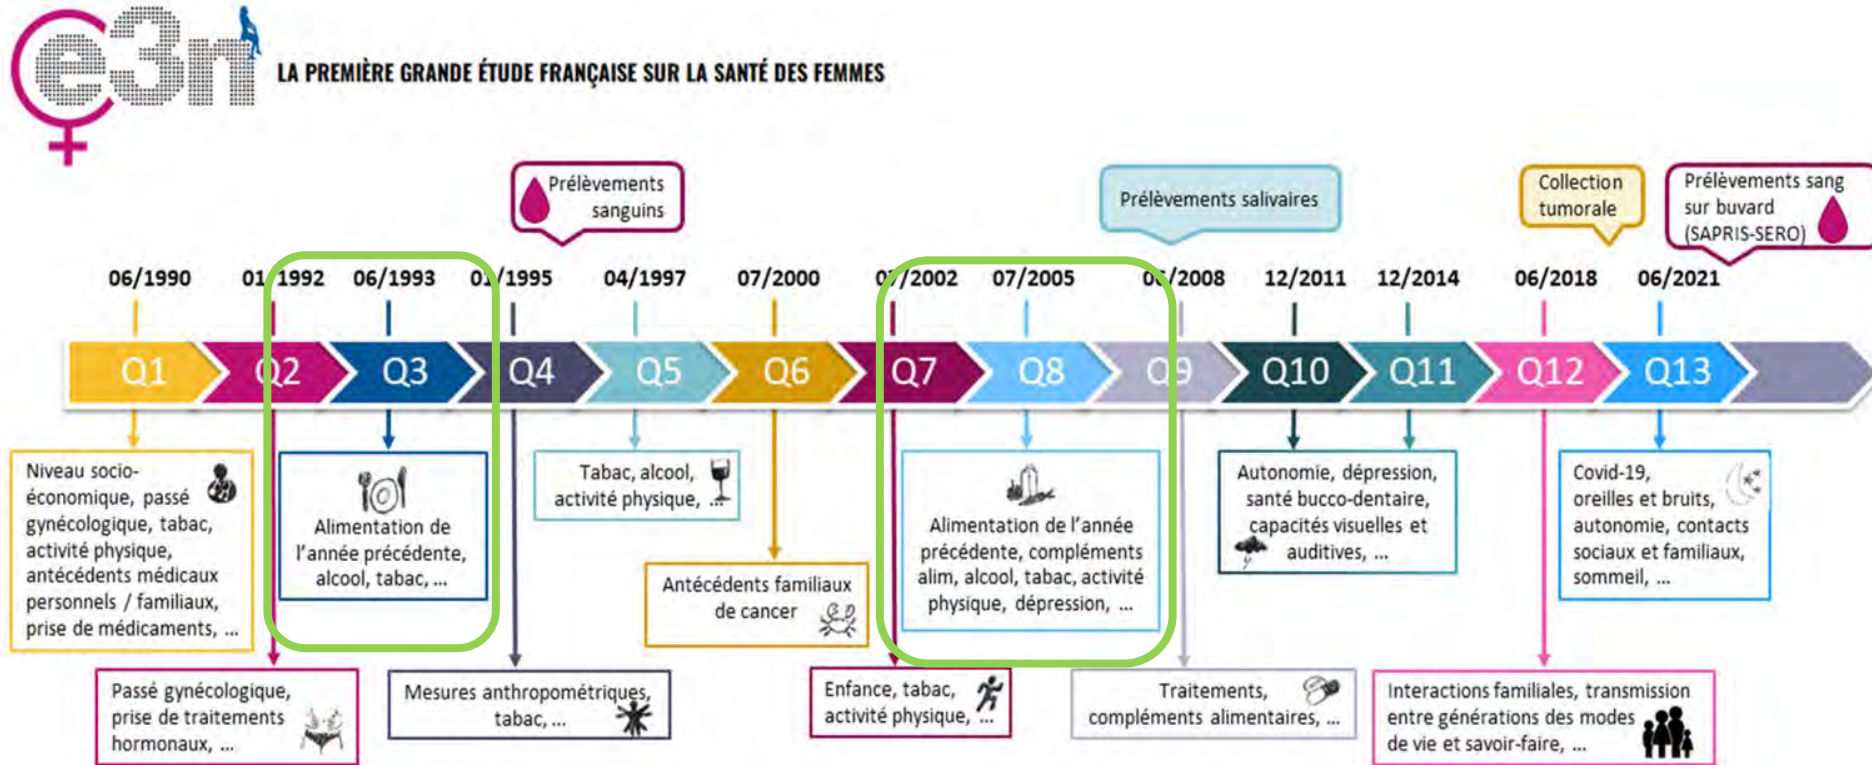 e3n
LA PREMIÈRE GRANDE ÉTUDE FRANÇAISE SUR LA SANTÉ DES FEMMES
Prélèvements
sanguins
Prélèvements salivaires
Collection
tumorale
Prélèvements sang
sur buvard
(SAPRIS-SERO)
06/1990
01/1992
06/1993
01/1995
04/1997
07/2000
07/2002
07/2005
06/2008
12/2011
12/2014
06/2018
06/2021
Q1
Q2
Q3
Q4
Q5
Q6
Q7
Q8
Q9
Q10
Q11
Q12
Q13
Niveau socio-
économique, passé
gynécologique, tabac,
activité physique,
antécédents médicaux
personnels / familiaux,
prise de médicaments, ...
Alimentation de
l'année précédente,
alcool, tabac, ...
Tabac, alcool,
activité physique, ...
Antécédents familiaux
de cancer
Alimentation de l'année
précédente, compléments
alim, alcool, tabac, activité
physique, dépression, ...
Autonomie, dépression,
santé bucco-dentaire,
capacités visuelles et
auditives, ...
Covid-19,
oreilles et bruits,
autonomie, contacts
sociaux et familiaux,
sommeil, ...
Passé gynécologique,
prise de traitements
hormonaux, ...
Mesures anthropométriques,
tabac, ...
Enfance, tabac,
activité physique, ...
Traitements,
compléments alimentaires, ...
Interactions familiales, transmission
entre générations des modes
de vie et savoir-faire, ...